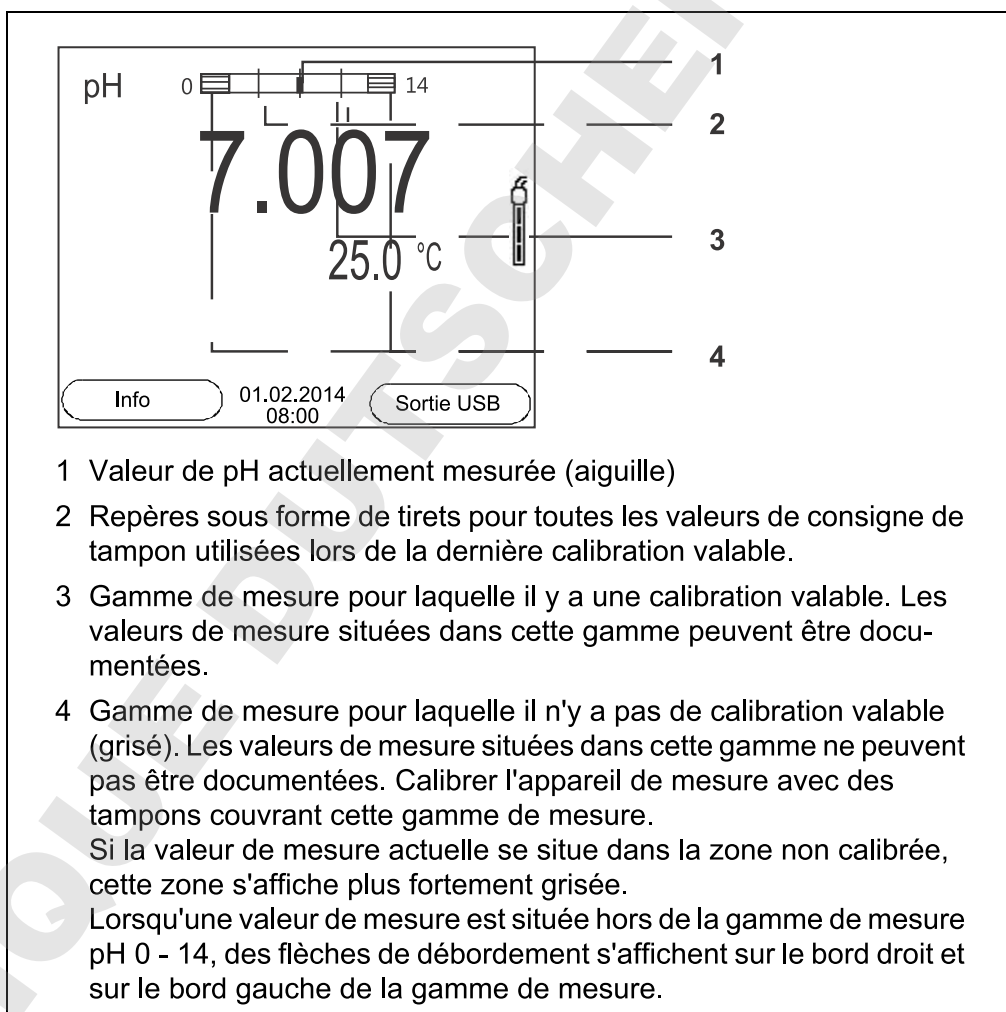 pH 0 14 1
2
7.007
3
25.0 °C
4
Info 01.02.2014 Sortie USB
08:00
1 Valeur de pH actuellement mesurée (aiguille)
2 Repères sous forme de tirets pour toutes les valeurs de consigne de
tampon utilisées lors de la dernière calibration valable.
3 Gamme de mesure pour laquelle il y a une calibration valable. Les
valeurs de mesure situées dans cette gamme peuvent être docu-
mentées.
4 Gamme de mesure pour laquelle il n'y a pas de calibration valable
(grisé). Les valeurs de mesure situées dans cette gamme ne peuvent
pas être documentées. Calibrer l'appareil de mesure avec des
tampons couvrant cette gamme de mesure.
Si la valeur de mesure actuelle se situe dans la zone non calibrée,
cette zone s'affiche plus fortement grisée.
Lorsqu'une valeur de mesure est située hors de la gamme de mesure
pH 0 - 14, des flèches de débordement s'affichent sur le bord droit et
sur le bord gauche de la gamme de mesure.
QUE DUTSCHE